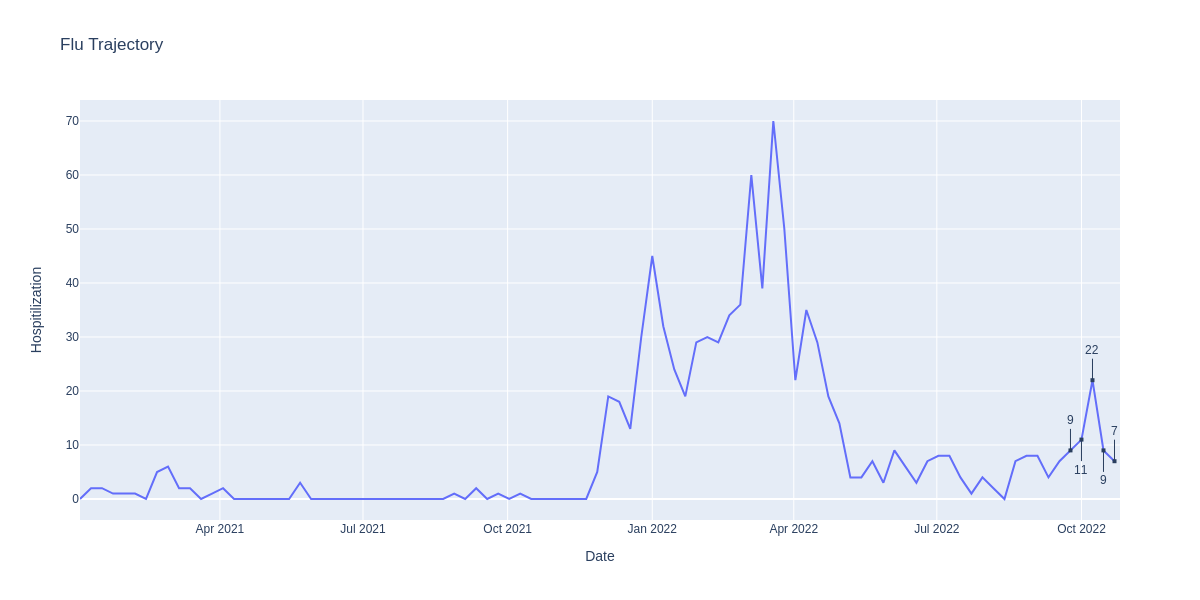 Flu Trajectory
70
60
50
40
30
20
10
0
Hospitilization
22
9
7
11
9
Apr 2021
Jul 2021
Oct 2021
Jan 2022
Apr 2022
Jul 2022
Oct 2022
Date